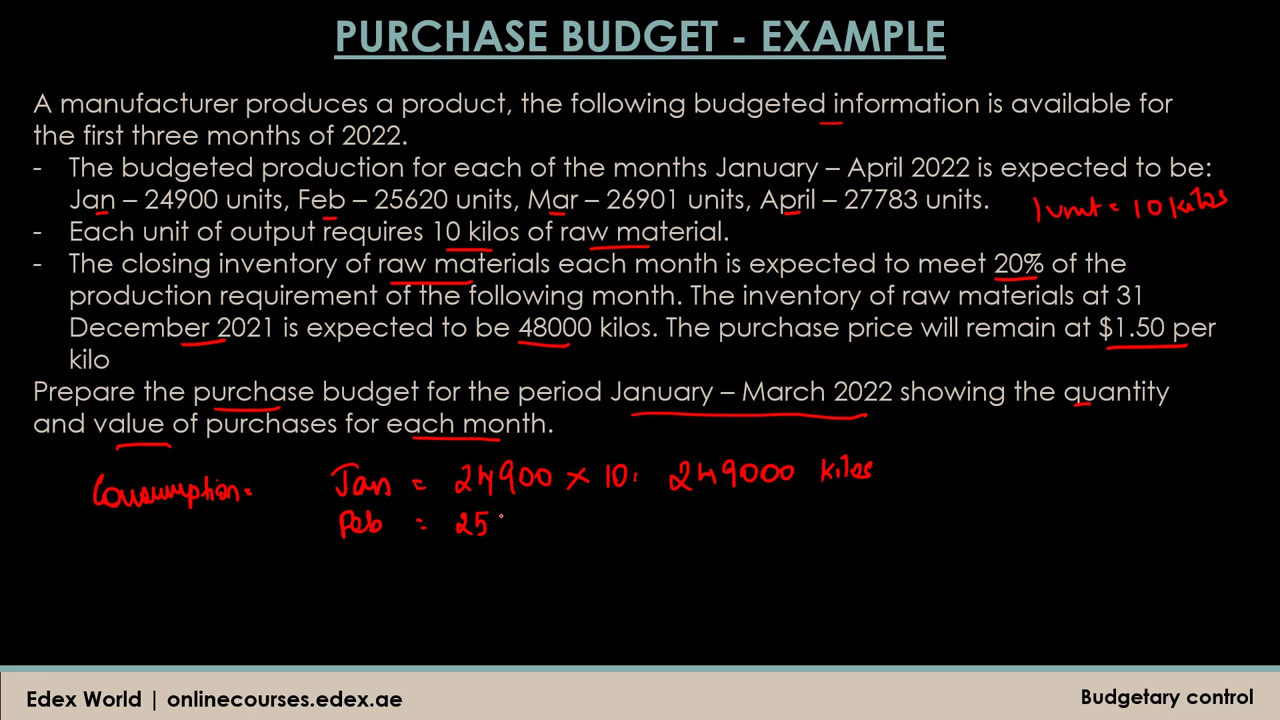 PURCHASE BUDGET - EXAMPLE
A manufacturer produces a product, the following budgeted information is available for
the first three months of 2022.
- The budgeted production for each of the months January – April 2022 is expected to be:
Jan – 24900 units, Feb – 25620 units, Mar – 26901 units, April – 27783 units.
1 unit = 10 kilos
- Each unit of output requires 10 kilos of raw material.
- The closing inventory of raw materials each month is expected to meet 20% of the
production requirement of the following month. The inventory of raw materials at 31
December 2021 is expected to be 48000 kilos. The purchase price will remain at $1.50 per
kilo
Prepare the purchase budget for the period January – March 2022 showing the quantity
and value of purchases for each month.
Consumption = Jan = 24900 × 10 = 249000 kilos
Feb = 25
Edex World | onlinecourses.edex.ae
Budgetary control